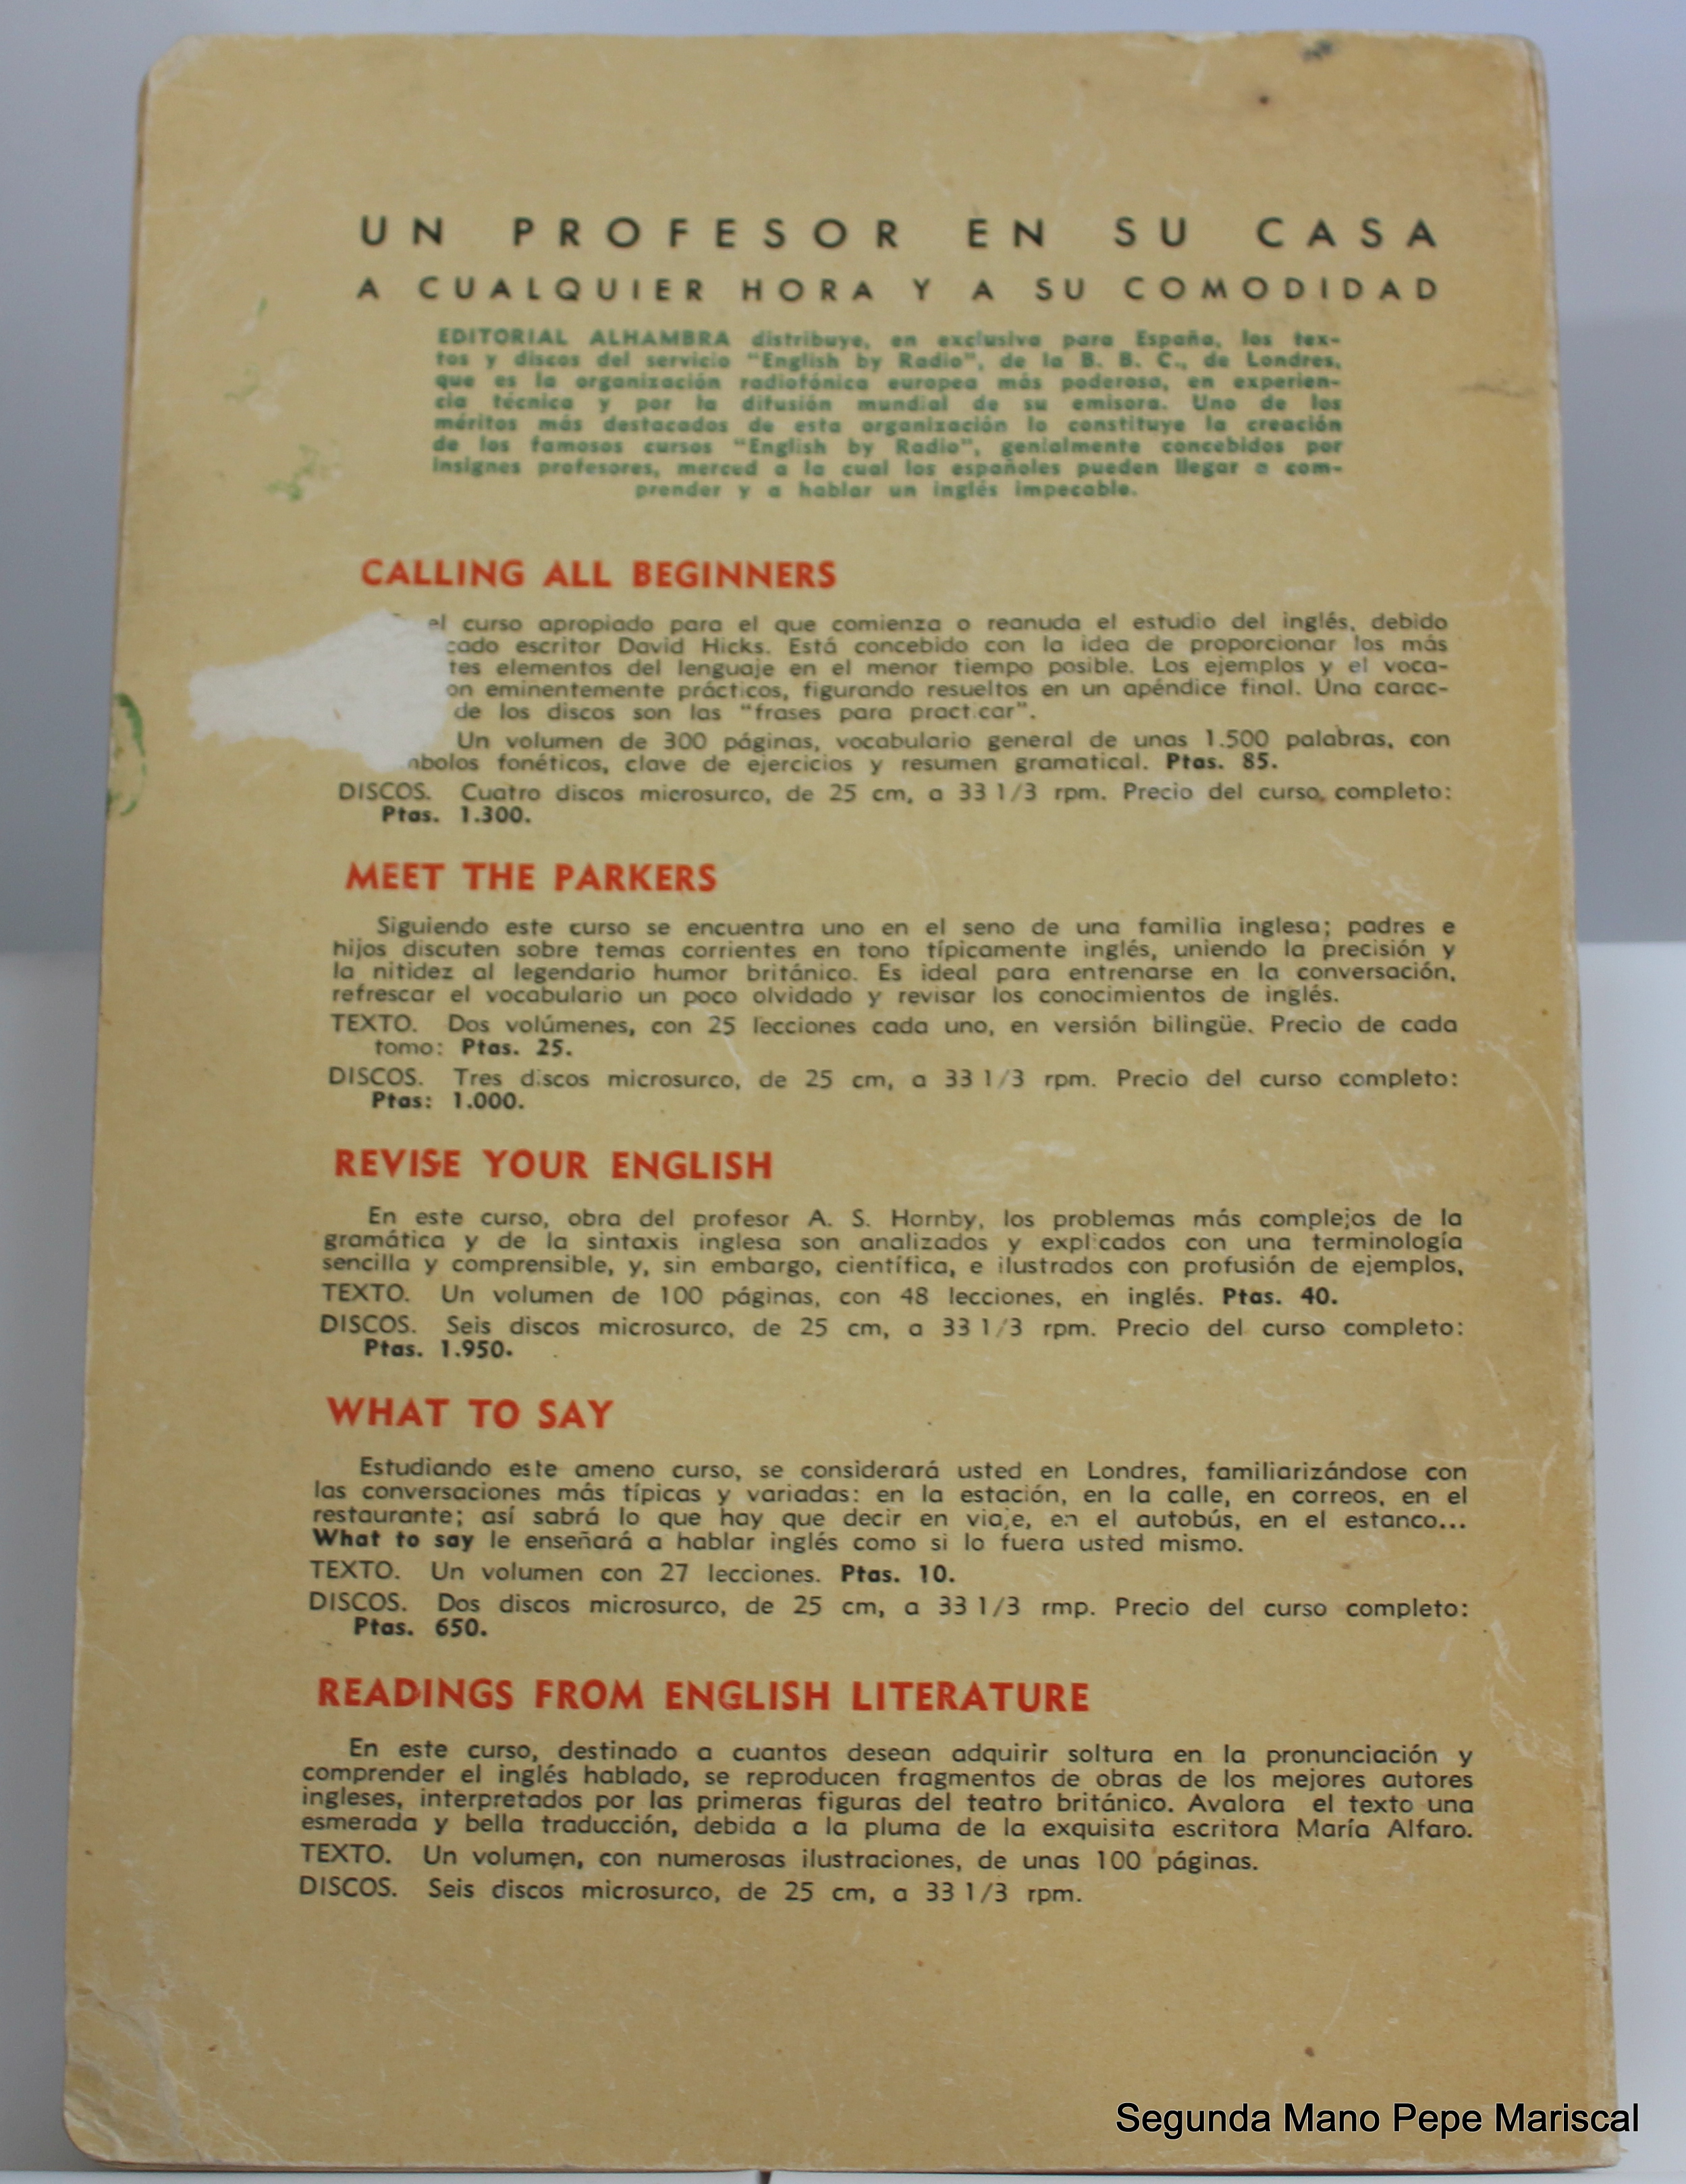 UN PROFESOR EN SU CASA
A CUALQUIER HORA Y A SU COMODIDAD
EDITORIAL ALHAMBRA distribuye, en exclusiva para España, los tex-
tos y discos del servicio "English by Radio", de la B. B. C., de Londres,
que es la organización radiofónica europea más poderosa, en experien-
cia técnica y por la difusión mundial de su emisora. Uno de los
méritos más destacados de esta organización lo constituye la creación
de los famosos cursos "English by Radio", genialmente concebidos por
insignes profesores, merced a la cual los españoles pueden llegar a com-
prender y a hablar un inglés impecable.
CALLING ALL BEGINNERS
el curso apropiado para el que comienza o reanuda el estudio del inglés, debido
cado escritor David Hicks. Está concebido con la idea de proporcionar los más
tes elementos del lenguaje en el menor tiempo posible. Los ejemplos y el voca-
on eminentemente prácticos, figurando resueltos en un apéndice final. Una carac-
de los discos son las "frases para practicar".
Un volumen de 300 páginas, vocabulario general de unas 1.500 palabras, con
mbolos fonéticos, clave de ejercicios y resumen gramatical. Ptas. 85.
DISCOS. Cuatro discos microsurco, de 25 cm, a 33 1/3 rpm. Precio del curso completo:
Ptas. 1.300.
MEET THE PARKERS
Siguiendo este curso se encuentra uno en el seno de una familia inglesa; padres e
hijos discuten sobre temas corrientes en tono típicamente inglés, uniendo la precisión y
la nitidez al legendario humor británico. Es ideal para entrenarse en la conversación,
refrescar el vocabulario un poco olvidado y revisar los conocimientos de inglés.
TEXTO. Dos volúmenes, con 25 lecciones cada uno, en versión bilingüe. Precio de cada
tomo: Ptas. 25.
DISCOS. Tres discos microsurco, de 25 cm, a 33 1/3 rpm. Precio del curso completo:
Ptas: 1.000.
REVISE YOUR ENGLISH
En este curso, obra del profesor A. S. Hornby, los problemas más complejos de la
gramática y de la sintaxis inglesa son analizados y explicados con una terminología
sencilla y comprensible, y, sin embargo, científica, e ilustrados con profusión de ejemplos,
TEXTO. Un volumen de 100 páginas, con 48 lecciones, en inglés. Ptas. 40.
DISCOS. Seis discos microsurco, de 25 cm, a 33 1/3 rpm. Precio del curso completo:
Ptas. 1.950.
WHAT TO SAY
Estudiando este ameno curso, se considerará usted en Londres, familiarizándose con
las conversaciones más típicas y variadas: en la estación, en la calle, en correos, en el
restaurante; así sabrá lo que hay que decir en viaje, en el autobús, en el estanco...
What to say le enseñará a hablar inglés como si lo fuera usted mismo.
TEXTO. Un volumen con 27 lecciones. Ptas. 10.
DISCOS. Dos discos microsurco, de 25 cm, a 33 1/3 rmp. Precio del curso completo:
Ptas. 650.
READINGS FROM ENGLISH LITERATURE
En este curso, destinado a cuantos desean adquirir soltura en la pronunciación y
comprender el inglés hablado, se reproducen fragmentos de obras de los mejores autores
ingleses, interpretados por las primeras figuras del teatro británico. Avalora el texto una
esmerada y bella traducción, debida a la pluma de la exquisita escritora María Alfaro.
TEXTO. Un volumen, con numerosas ilustraciones, de unas 100 páginas.
DISCOS. Seis discos microsurco, de 25 cm, a 33 1/3 rpm.
Segunda Mano Pepe Mariscal